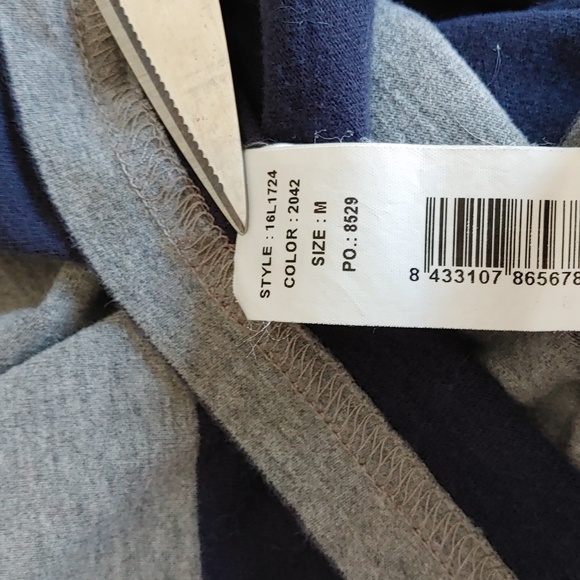 STYLE : 16L1724
COLOR : 2042
SIZE : M
PO.: 8529
8 433107 865678